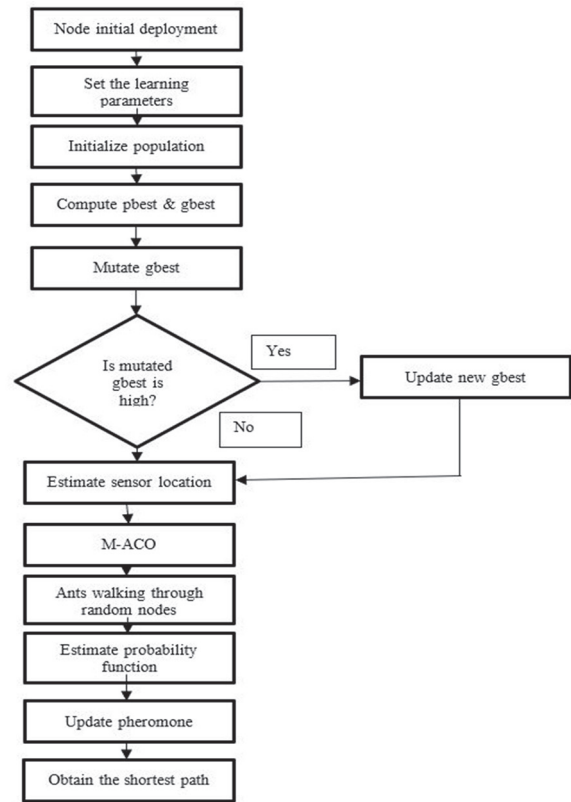 Node initial deployment
Set the learning
parameters
Initialize population
Compute pbest & gbest
Mutate gbest
Is mutated
gbest is
high?
Yes
Update new gbest
No
Estimate sensor location
M-ACO
Ants walking through
random nodes
Estimate probability
function
Update pheromone
Obtain the shortest path